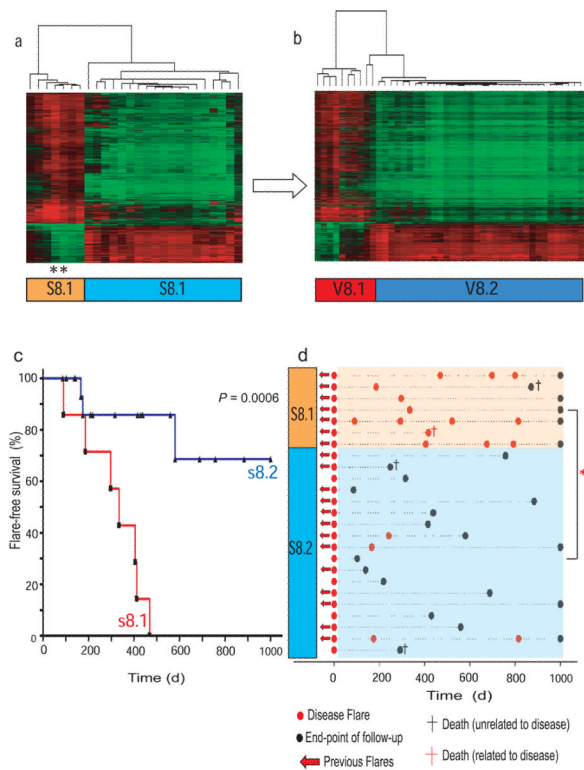 a
b
**
S8.1
S8.1
V8.1
V8.2
c
d
Flare-free survival (%)
100
80
60
40
20
0
P = 0.0006
s8.2
s8.1
0
200
400
600
800
1000
Time (d)
S8.1
S8.2
†
†
†
†
*
0
200
400
600
800
1000
Time (d)
Disease Flare
End-point of follow-up
Previous Flares
† Death (unrelated to disease)
† Death (related to disease)